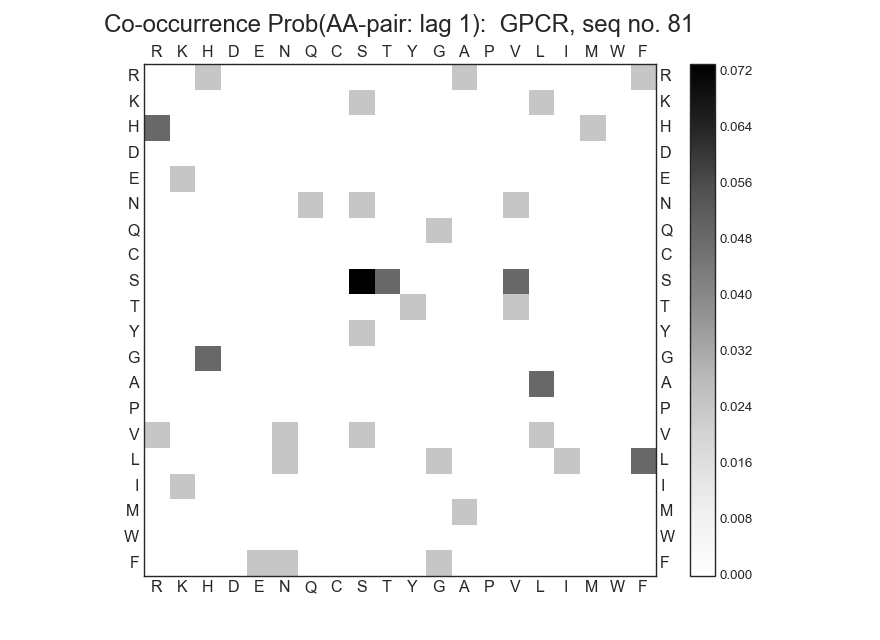 Co-occurrence Prob(AA-pair: lag 1):  GPCR, seq no. 81
R K H D E N Q C S T Y G A P V L I M W F
R R 0.072
K K
H H 0.064
D D
E E 0.056
N N
Q Q 0.048
C C
S S 0.040
T T
Y Y 0.032
G G
A A 0.024
P P
V V 0.016
L L
I I 0.008
M M
W W
F F 0.000
R K H D E N Q C S T Y G A P V L I M W F